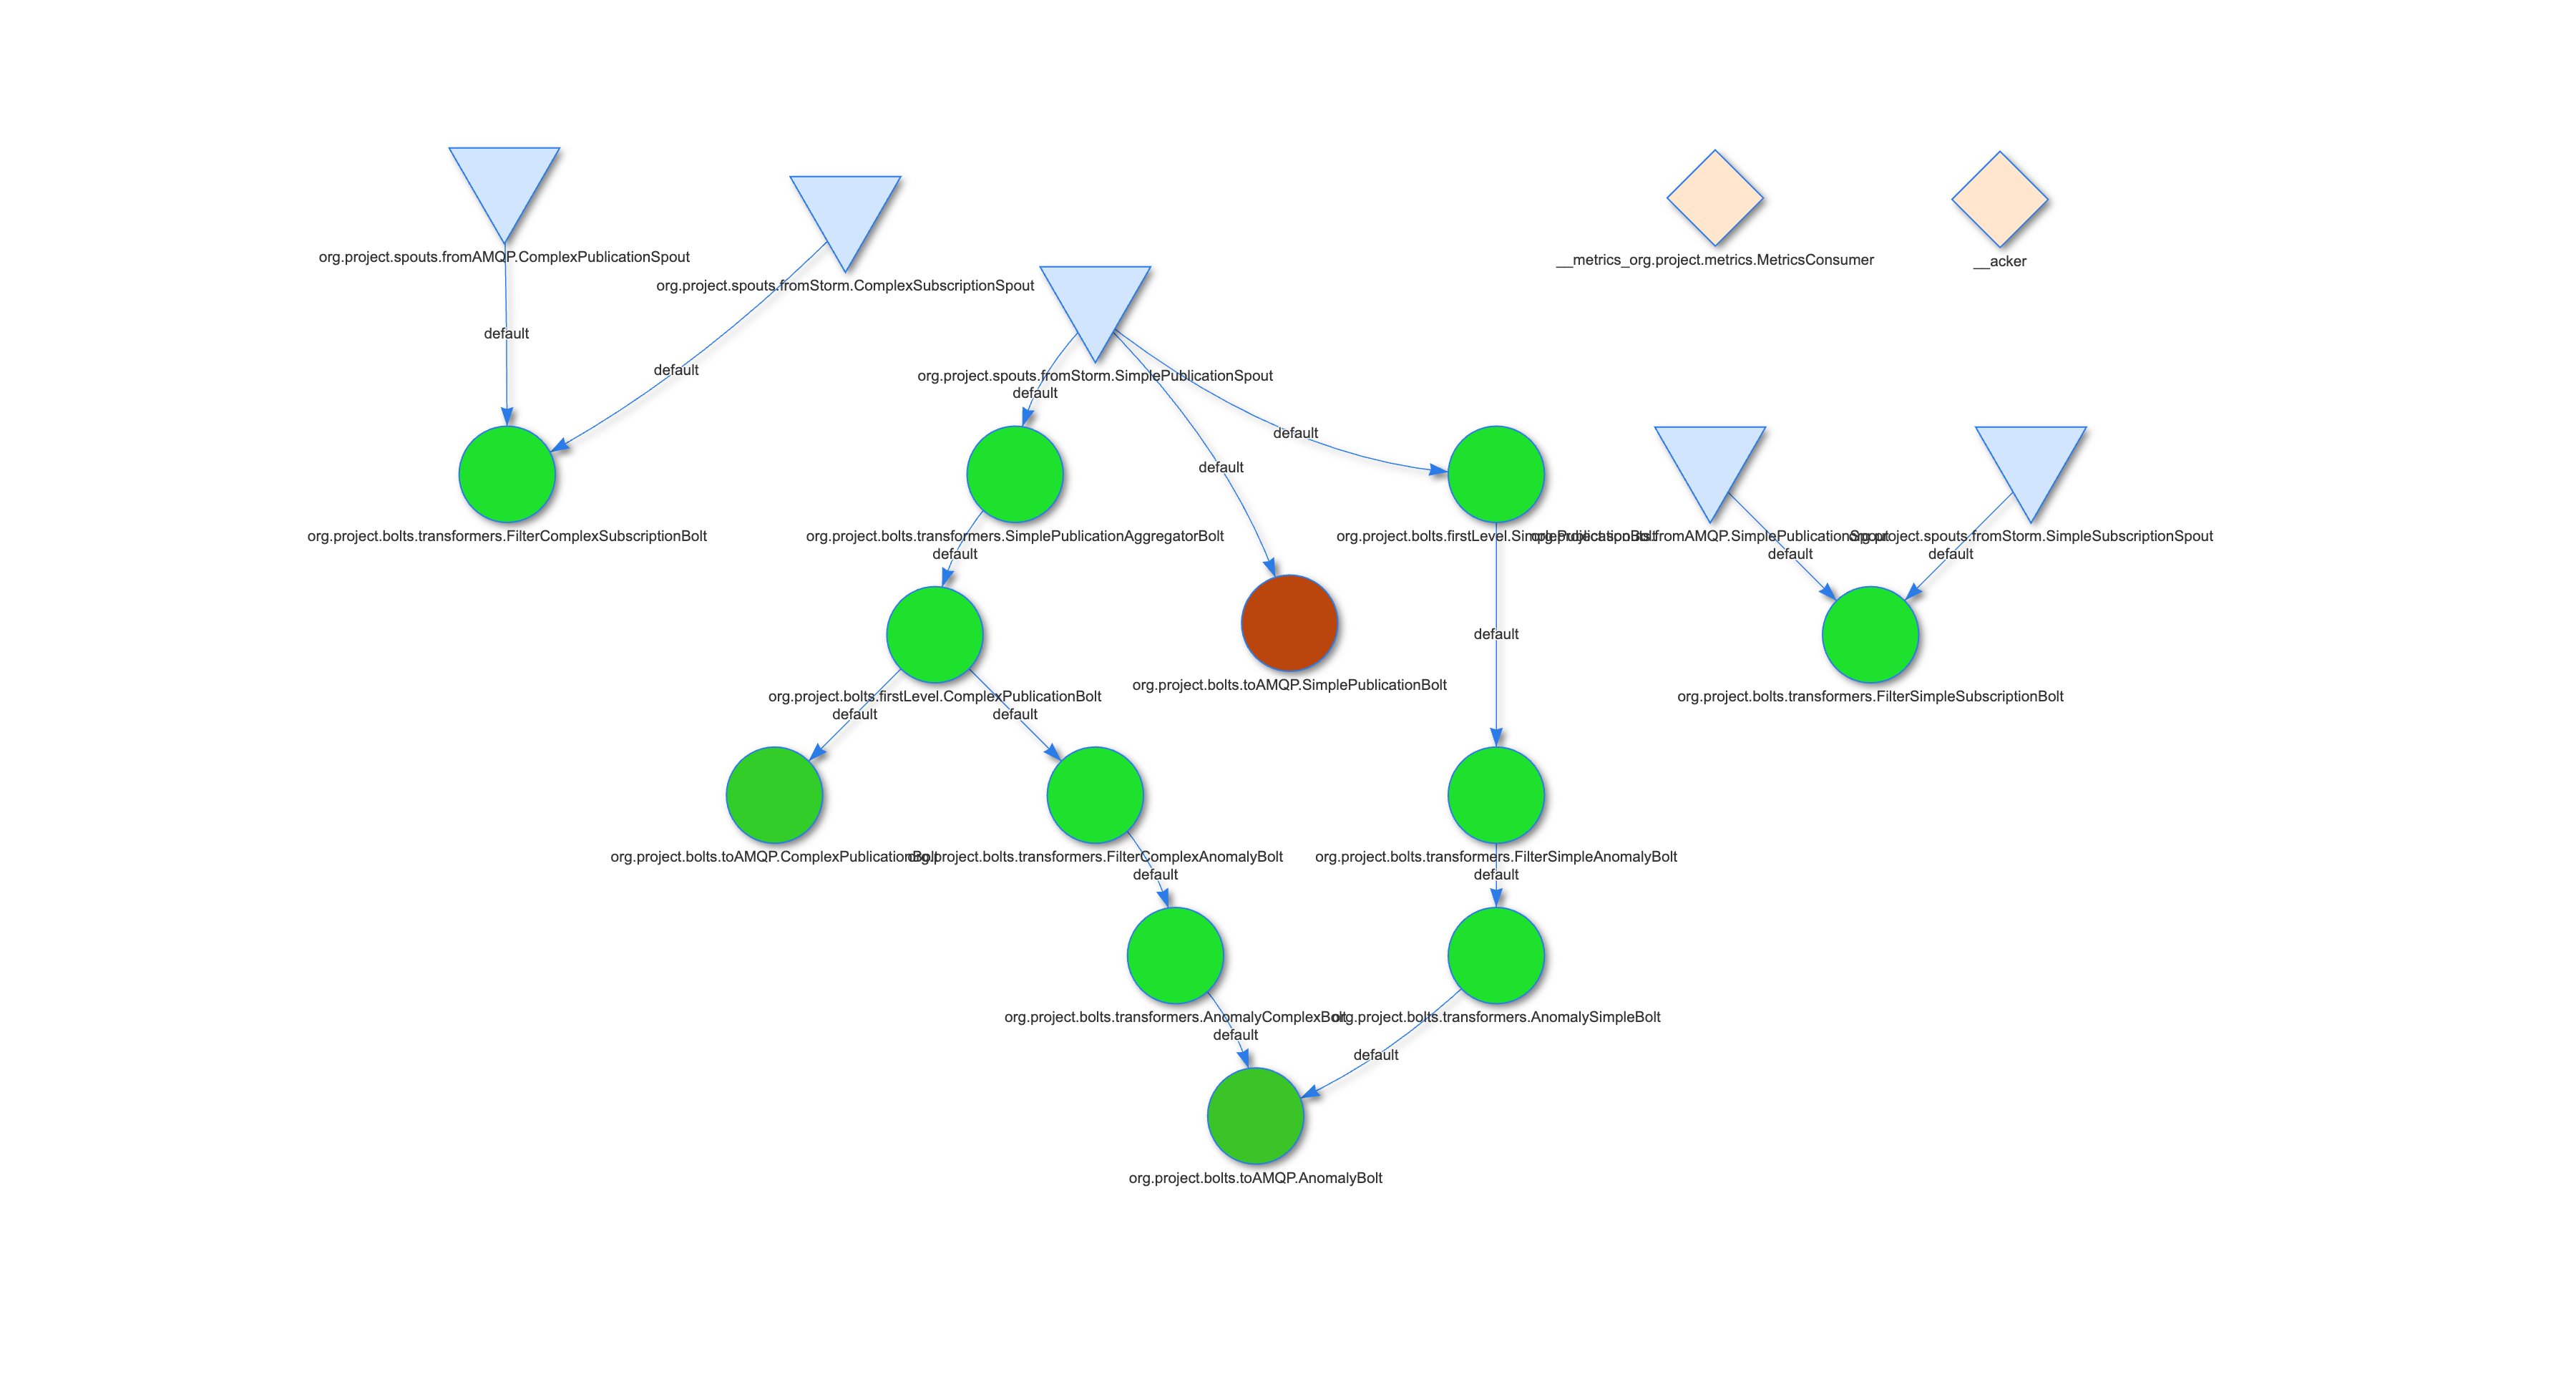 org.project.spouts.fromAMQP.ComplexPublicationSpout
__metrics_org.project.metrics.MetricsConsumer
__acker
org.project.spouts.fromStorm.ComplexSubscriptionSpout
default
default
org.project.spouts.fromStorm.SimplePublicationSpout
default
default
default
org.project.bolts.transformers.FilterComplexSubscriptionBolt
org.project.bolts.transformers.SimplePublicationAggregatorBolt
org.project.bolts.firstLevel.SimplePublicationBolt
org.project.spouts.fromAMQP.SimplePublicationSpout
org.project.spouts.fromStorm.SimpleSubscriptionSpout
default
default
default
default
org.project.bolts.toAMQP.SimplePublicationBolt
org.project.bolts.firstLevel.ComplexPublicationBolt
org.project.bolts.transformers.FilterSimpleSubscriptionBolt
default
default
org.project.bolts.toAMQP.ComplexPublicationBolt
org.project.bolts.transformers.FilterComplexAnomalyBolt
org.project.bolts.transformers.FilterSimpleAnomalyBolt
default
default
org.project.bolts.transformers.AnomalyComplexBolt
org.project.bolts.transformers.AnomalySimpleBolt
default
default
org.project.bolts.toAMQP.AnomalyBolt